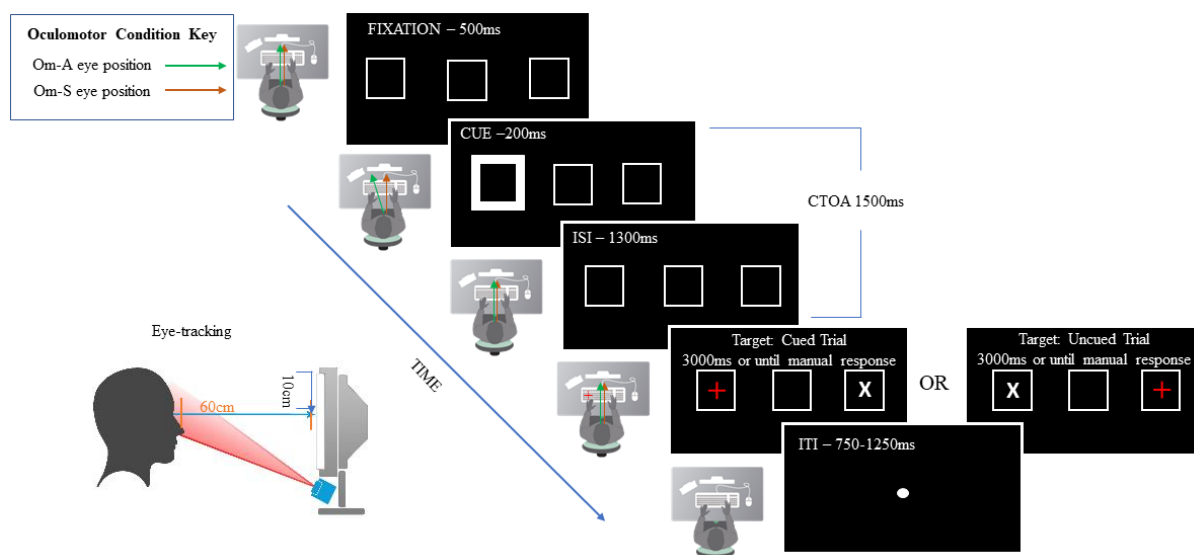 Oculomotor Condition Key
Om-A eye position
Om-S eye position
FIXATION – 500ms
CUE –200ms
CTOA 1500ms
ISI – 1300ms
Eye-tracking
10cm
60cm
TIME
Target: Cued Trial
3000ms or until manual response
X
OR
Target: Uncued Trial
3000ms or until manual response
X
ITI – 750-1250ms